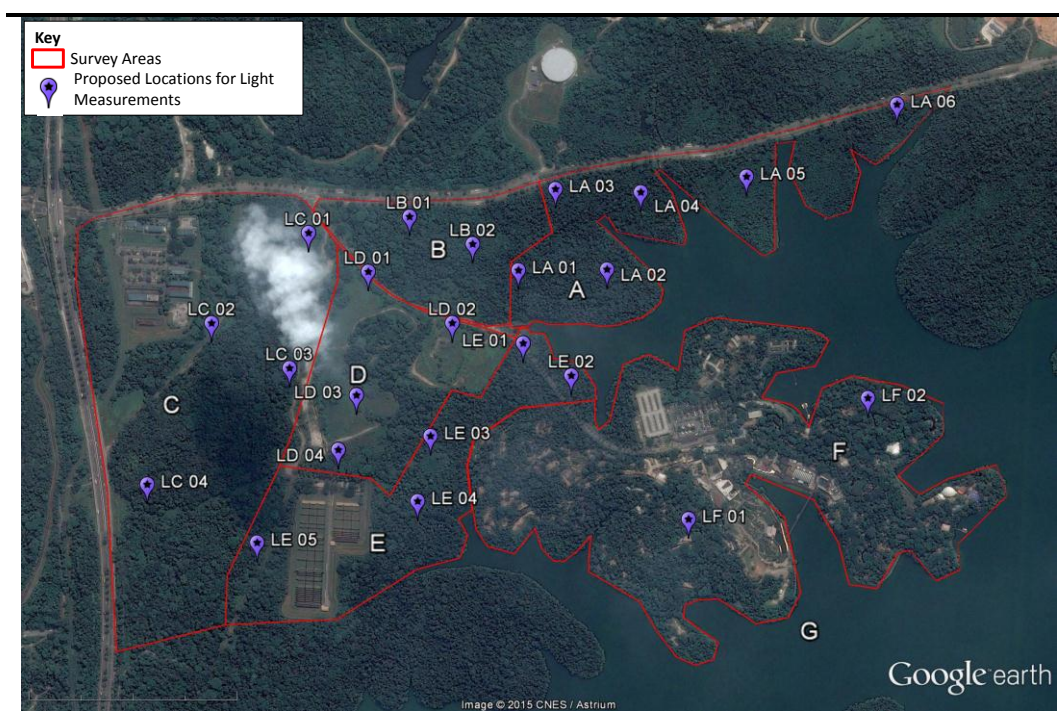 Key
Survey Areas
Proposed Locations for Light
Measurements
LA 06
LA 05
LA 03
LA 04
LB 01
LC 01
B
LB 02
LD 01
LA 01
LA 02
A
LC 02
LD 02
LE 01
LE 02
LC 03
LD 03
D
C
LF 02
LE 03
F
LD 04
LC 04
LE 04
LF 01
E
LE 05
G
Google earth
Image © 2015 CNES / Astrium